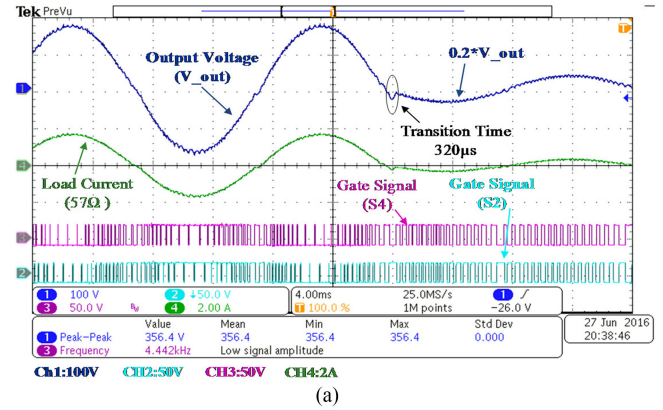 Tek PreVu
T
Output Voltage
(V_out)
0.2*V_out
1
Transition Time
320µs
4
Load Current
(57Ω )
Gate Signal
(S4)
Gate Signal
(S2)
3
2
1 100 V
2 ↓50.0 V
3 50.0 V
4 2.00 A
4.00ms
T 100.0 %
25.0MS/s
1M points
1 ∫
−26.0 V
Value Mean Min Max Std Dev
1 Peak–Peak 356.4 V 356.4 356.4 356.4 0.000
3 Frequency 4.442kHz Low signal amplitude
27 Jun 2016
20:38:46
Ch1:100V CH2:50V CH3:50V CH4:2A
(a)